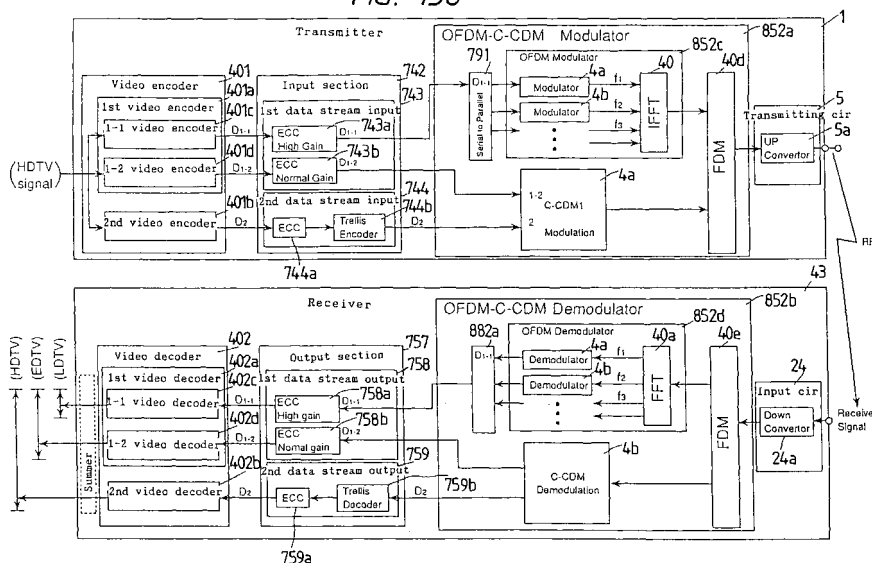 FIG. 156
Transmitter
1
OFDM-C-CDM Modulator
852a
Video encoder
401
401a
1st video encoder
401c
1-1 video encoder
401d
1-2 video encoder
401b
2nd video encoder
(HDTV signal)
D1-1
D1-2
D2
Input section
742
743
1st data stream input
743a
ECC High Gain
D1-1
743b
D1-2
ECC Normal Gain
744
2nd data stream input
744b
ECC
Trellis Encoder
D2
744a
791
D1-1
Serial to Parallel
852c
OFDM Modulator
4a
Modulator
f1
4b
Modulator
f2
f3
40
IFFT
40d
FDM
4a
1-2
2
C-CDM1 Modulation
5
Transmitting cir
5a
UP Convertor
RF
43
Receiver
OFDM-C-CDM Demodulator
852b
(HDTV)
(EDTV)
(LDTV)
Summer
Video decoder
402
402a
1st video decoder
402c
1-1 video decoder
402d
1-2 video decoder
402b
2nd video decoder
D1-1
D1-2
D2
Output section
757
758
1st data stream output
758a
ECC High gain
D1-1
758b
D1-2
ECC Nomal gain
759
2nd data stream output
ECC
Trellis Decoder
759b
D2
759a
882a
D1-1
852d
OFDM Demodulator
4a
Demodulator
f1
4b
Demodulator
f2
f3
40a
FFT
40e
FDM
4b
C-CDM Demodulation
24
Input cir
Down Convertor
24a
Receive Signal